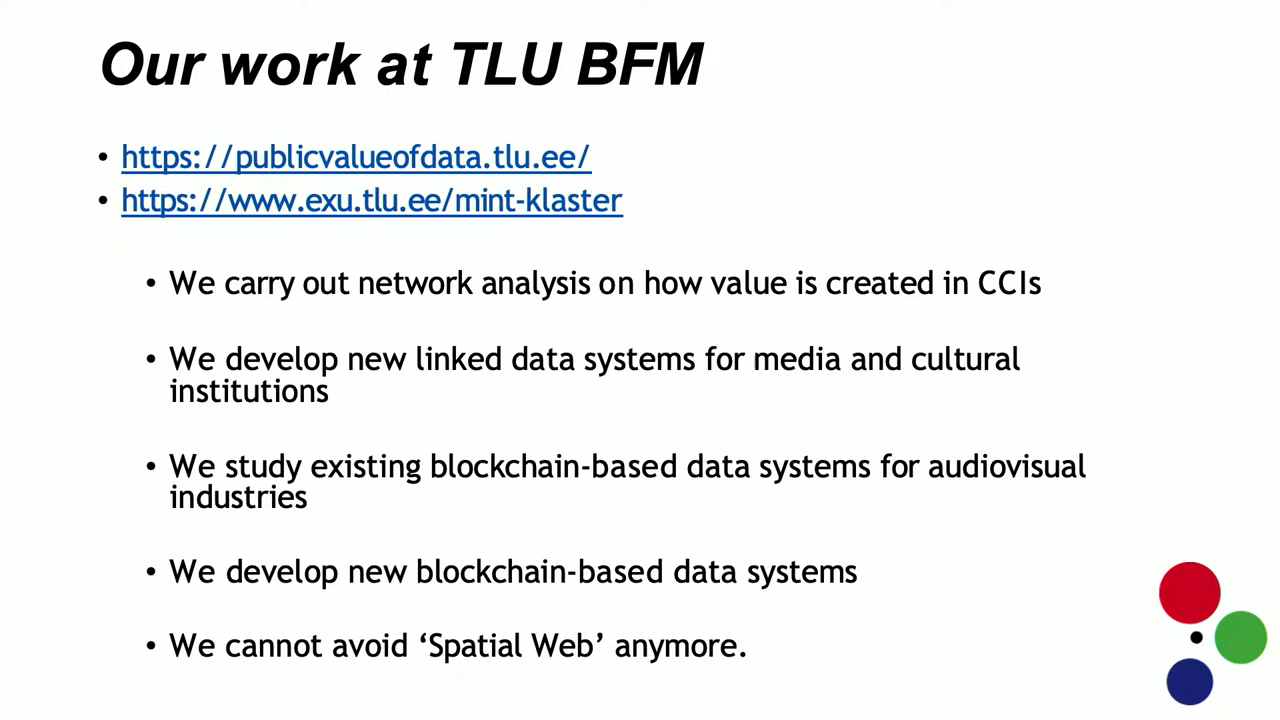 Our work at TLU BFM
• https://publicvalueofdata.tlu.ee/
• https://www.exu.tlu.ee/mint-klaster
• We carry out network analysis on how value is created in CCIs
• We develop new linked data systems for media and cultural
institutions
• We study existing blockchain-based data systems for audiovisual
industries
• We develop new blockchain-based data systems
• We cannot avoid ‘Spatial Web’ anymore.